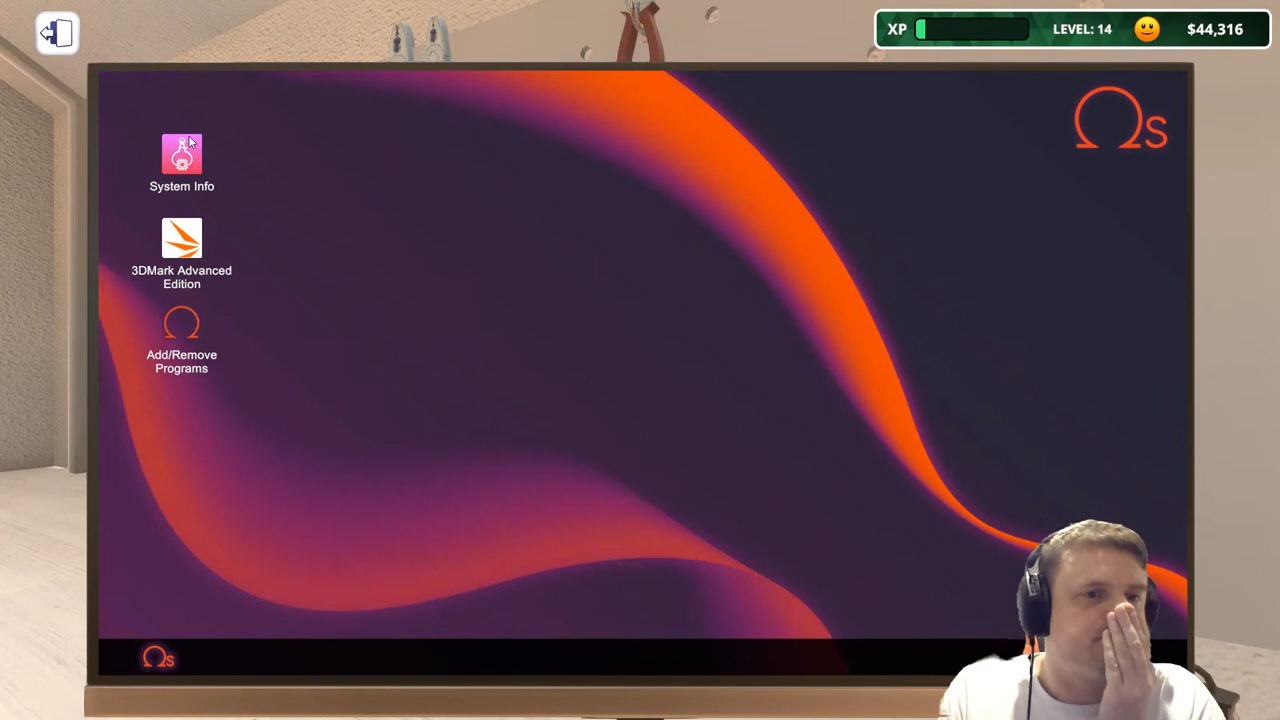 XP
LEVEL: 14
$44,316
Ωs
System Info
3DMark Advanced
Edition
Add/Remove
Programs
Ωs